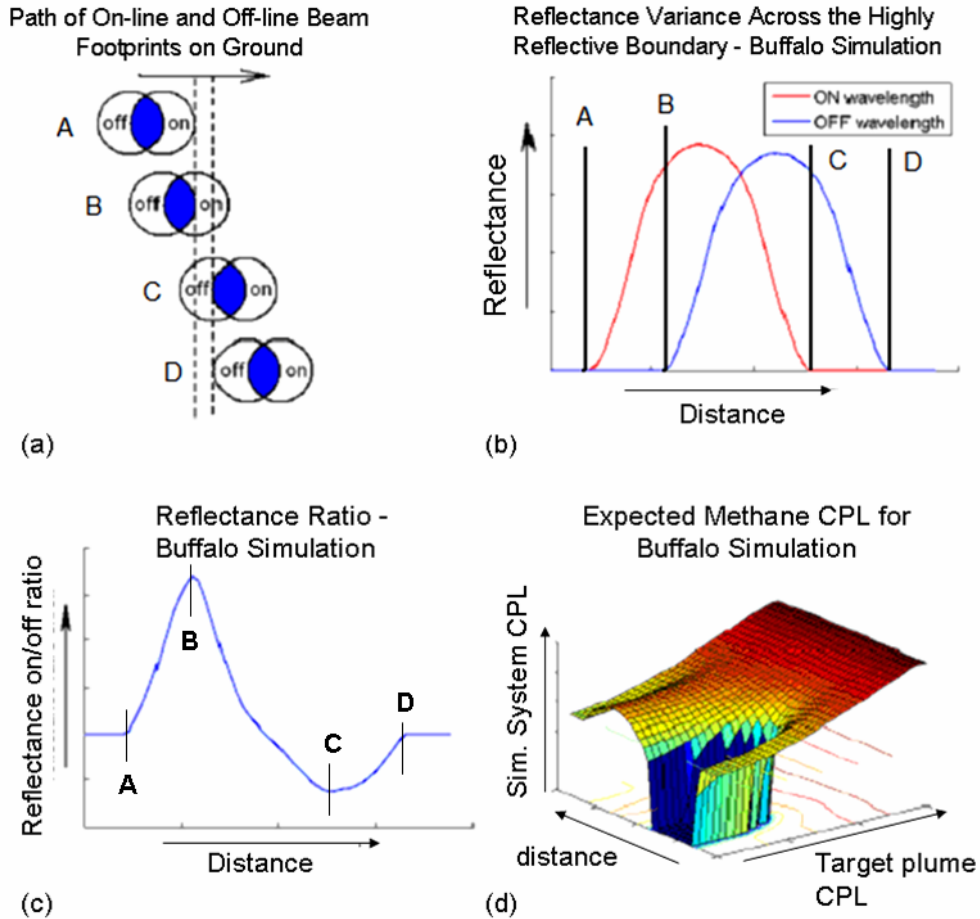 Path of On-line and Off-line Beam
Footprints on Ground
A
off
on
B
off
on
C
off
on
D
off
on
(a)
Reflectance Variance Across the Highly
Reflective Boundary - Buffalo Simulation
A
B
ON wavelength
OFF wavelength
C
D
Reflectance
Distance
(b)
Reflectance Ratio -
Buffalo Simulation
Reflectance on/off ratio
A
B
C
D
Distance
(c)
Expected Methane CPL for
Buffalo Simulation
Sim. System CPL
distance
Target plume
CPL
(d)